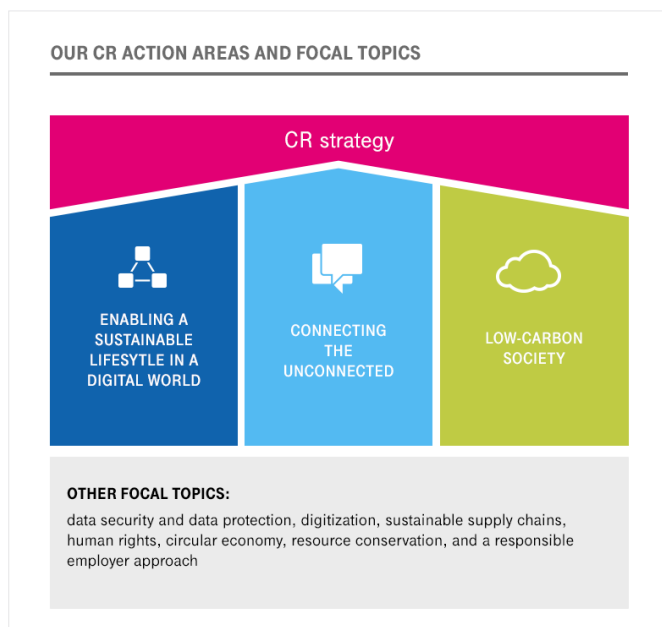 OUR CR ACTION AREAS AND FOCAL TOPICS
CR strategy
ENABLING A
SUSTAINABLE
LIFESYTLE IN A
DIGITAL WORLD
CONNECTING
THE
UNCONNECTED
LOW-CARBON
SOCIETY
OTHER FOCAL TOPICS:
data security and data protection, digitization, sustainable supply chains,
human rights, circular economy, resource conservation, and a responsible
employer approach